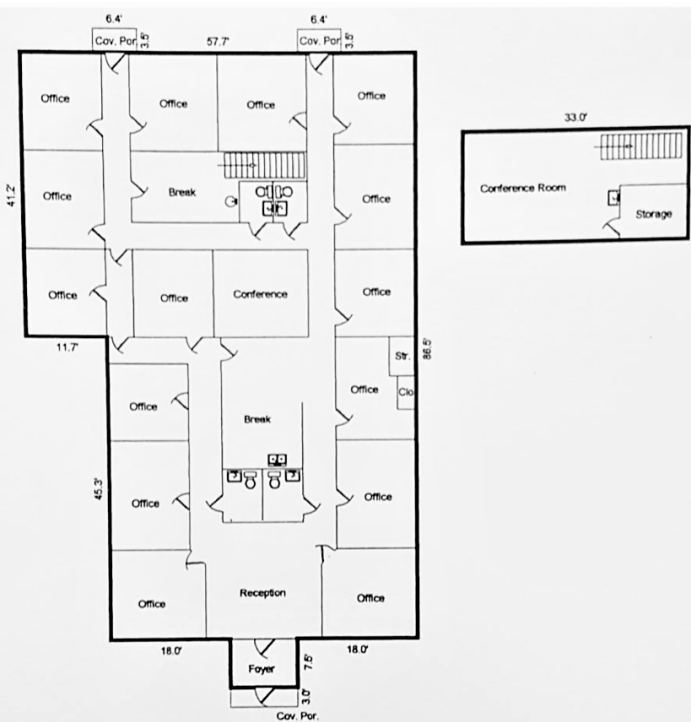 6.4'
6.4'
Cov. Por.
3.5'
57.7'
Cov. Por.
3.5'
Office
Office
Office
Office
33.0'
41.2'
Office
Break
Office
Conference Room
Storage
Office
Office
Conference
Office
11.7'
Str.
86.5'
Office
Office
Clo
Break
45.3'
Office
Office
Office
Reception
Office
18.0'
18.0'
Foyer
7.5'
3.0'
Cov. Por.